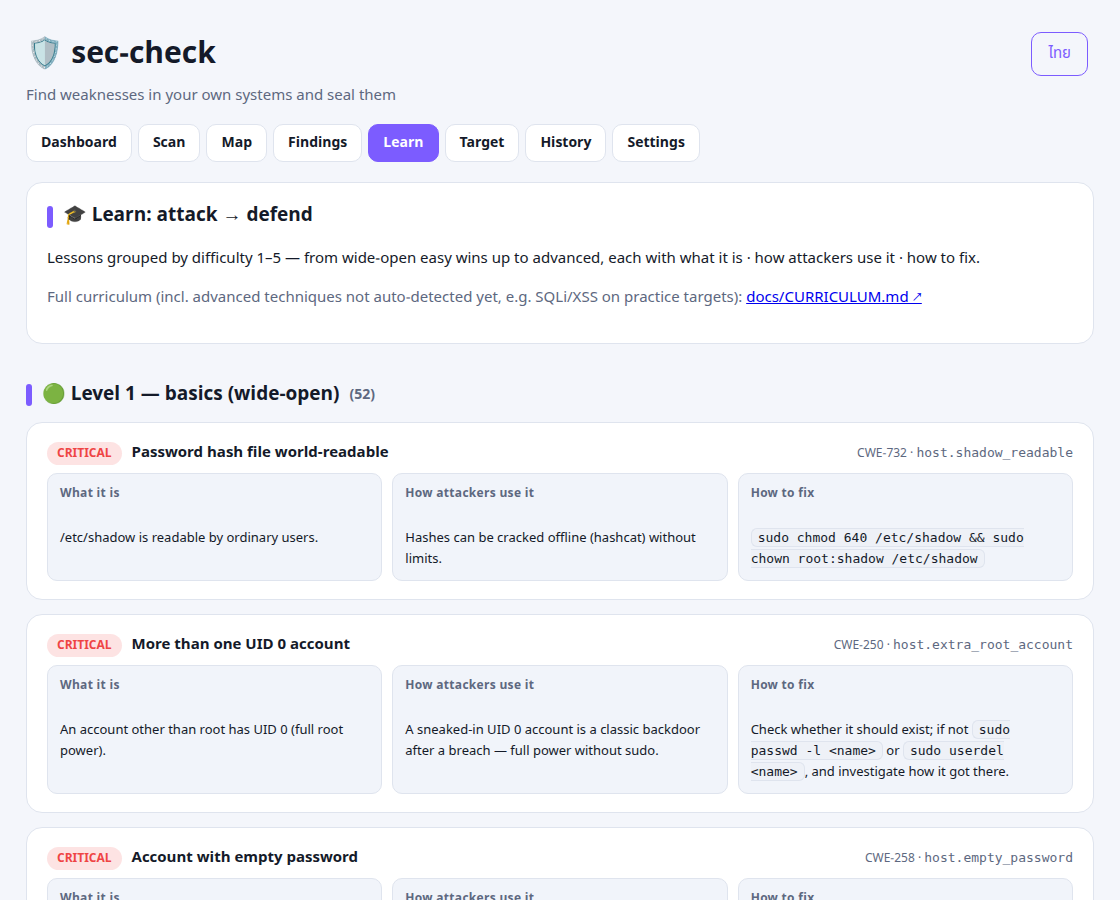 sec-check
ไทย
Find weaknesses in your own systems and seal them
Dashboard
Scan
Map
Findings
Learn
Target
History
Settings
Learn: attack → defend
Lessons grouped by difficulty 1–5 — from wide-open easy wins up to advanced, each with what it is · how attackers use it · how to fix.
Full curriculum (incl. advanced techniques not auto-detected yet, e.g. SQLi/XSS on practice targets): docs/CURRICULUM.md ↗
Level 1 — basics (wide-open) (52)
CRITICAL Password hash file world-readable
CWE-732 · host.shadow_readable
What it is
/etc/shadow is readable by ordinary users.
How attackers use it
Hashes can be cracked offline (hashcat) without
limits.
How to fix
sudo chmod 640 /etc/shadow && sudo
chown root:shadow /etc/shadow
CRITICAL More than one UID 0 account
CWE-250 · host.extra_root_account
What it is
An account other than root has UID 0 (full root
power).
How attackers use it
A sneaked-in UID 0 account is a classic backdoor
after a breach — full power without sudo.
How to fix
Check whether it should exist; if not sudo
passwd -l <name> or sudo userdel
<name> , and investigate how it got there.
CRITICAL Account with empty password
CWE-258 · host.empty_password
What it is
How attackers use it
How to fix